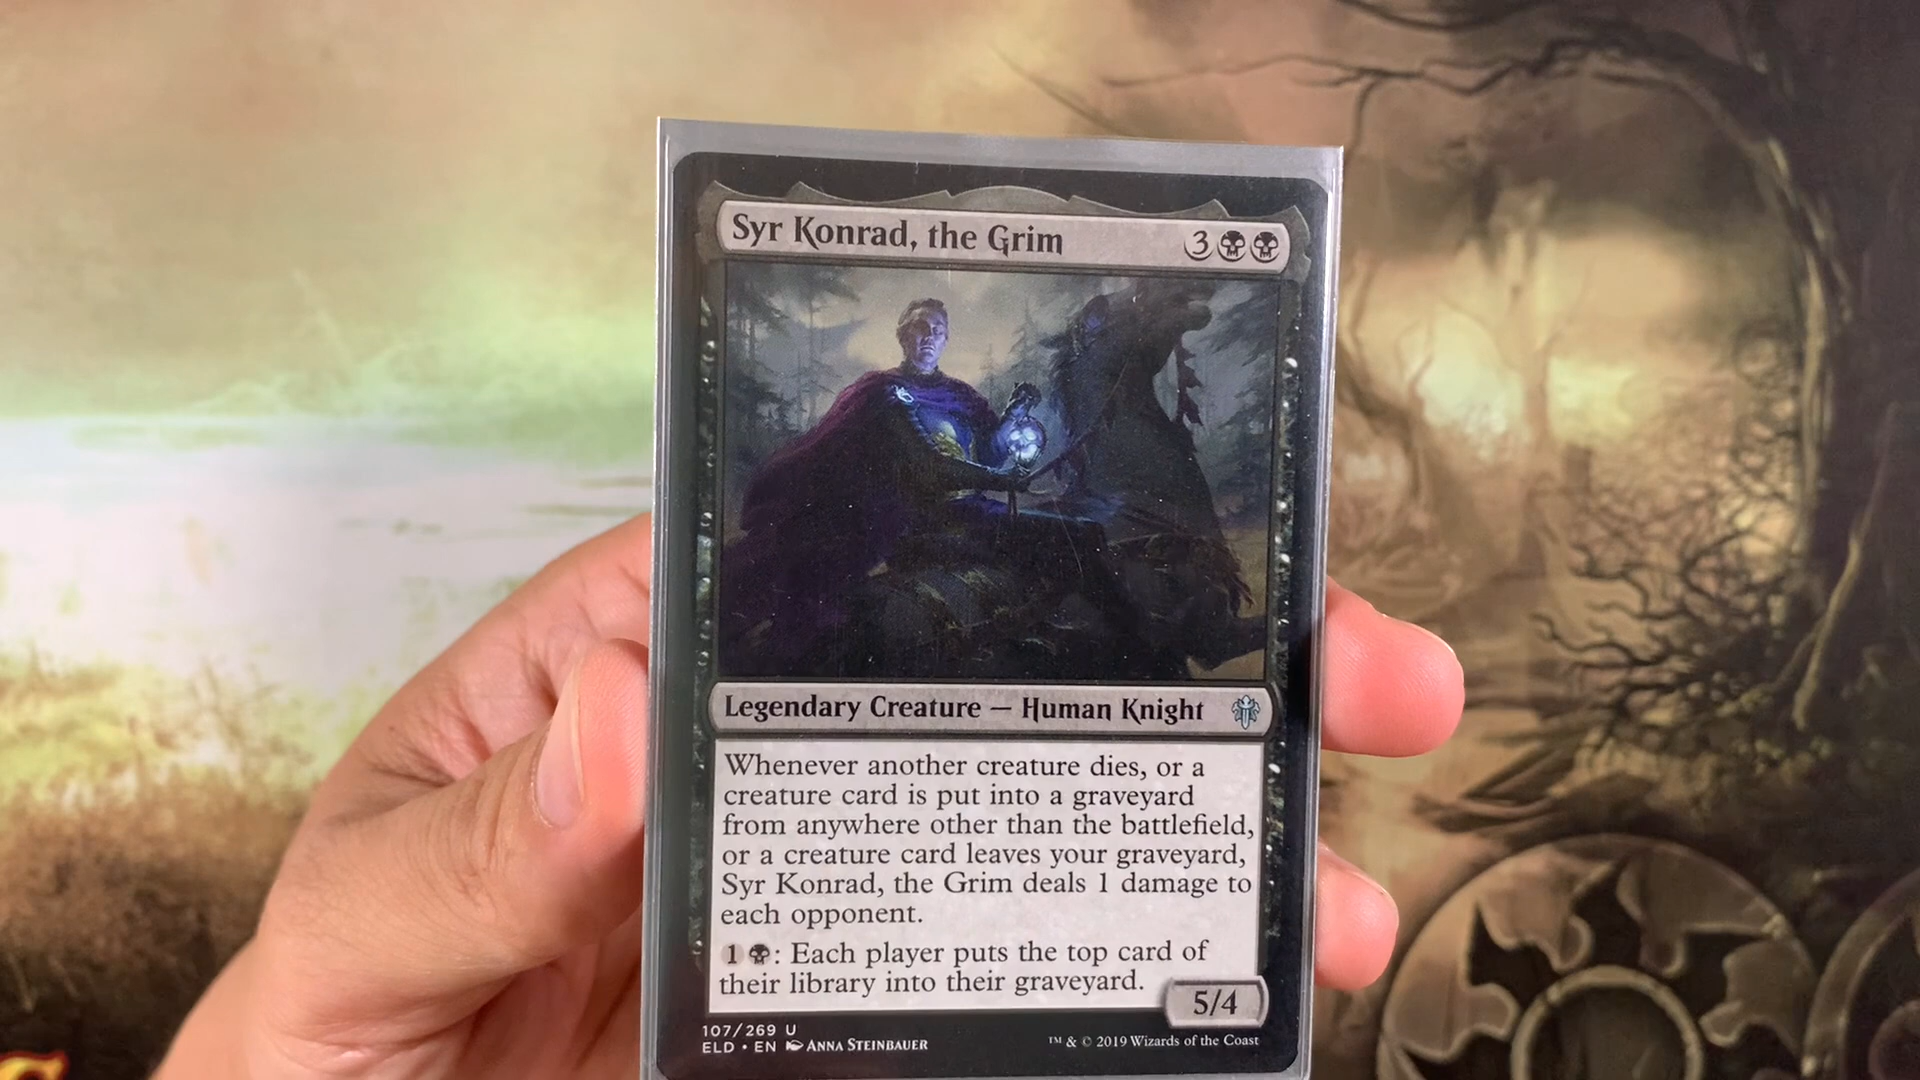 Syr Konrad, the Grim 3
Legendary Creature — Human Knight
Whenever another creature dies, or a
creature card is put into a graveyard
from anywhere other than the battlefield,
or a creature card leaves your graveyard,
Syr Konrad, the Grim deals 1 damage to
each opponent.
1 : Each player puts the top card of
their library into their graveyard.
5/4
107/269 U
ELD • EN ANNA STEINBAUER
™ & © 2019 Wizards of the Coast